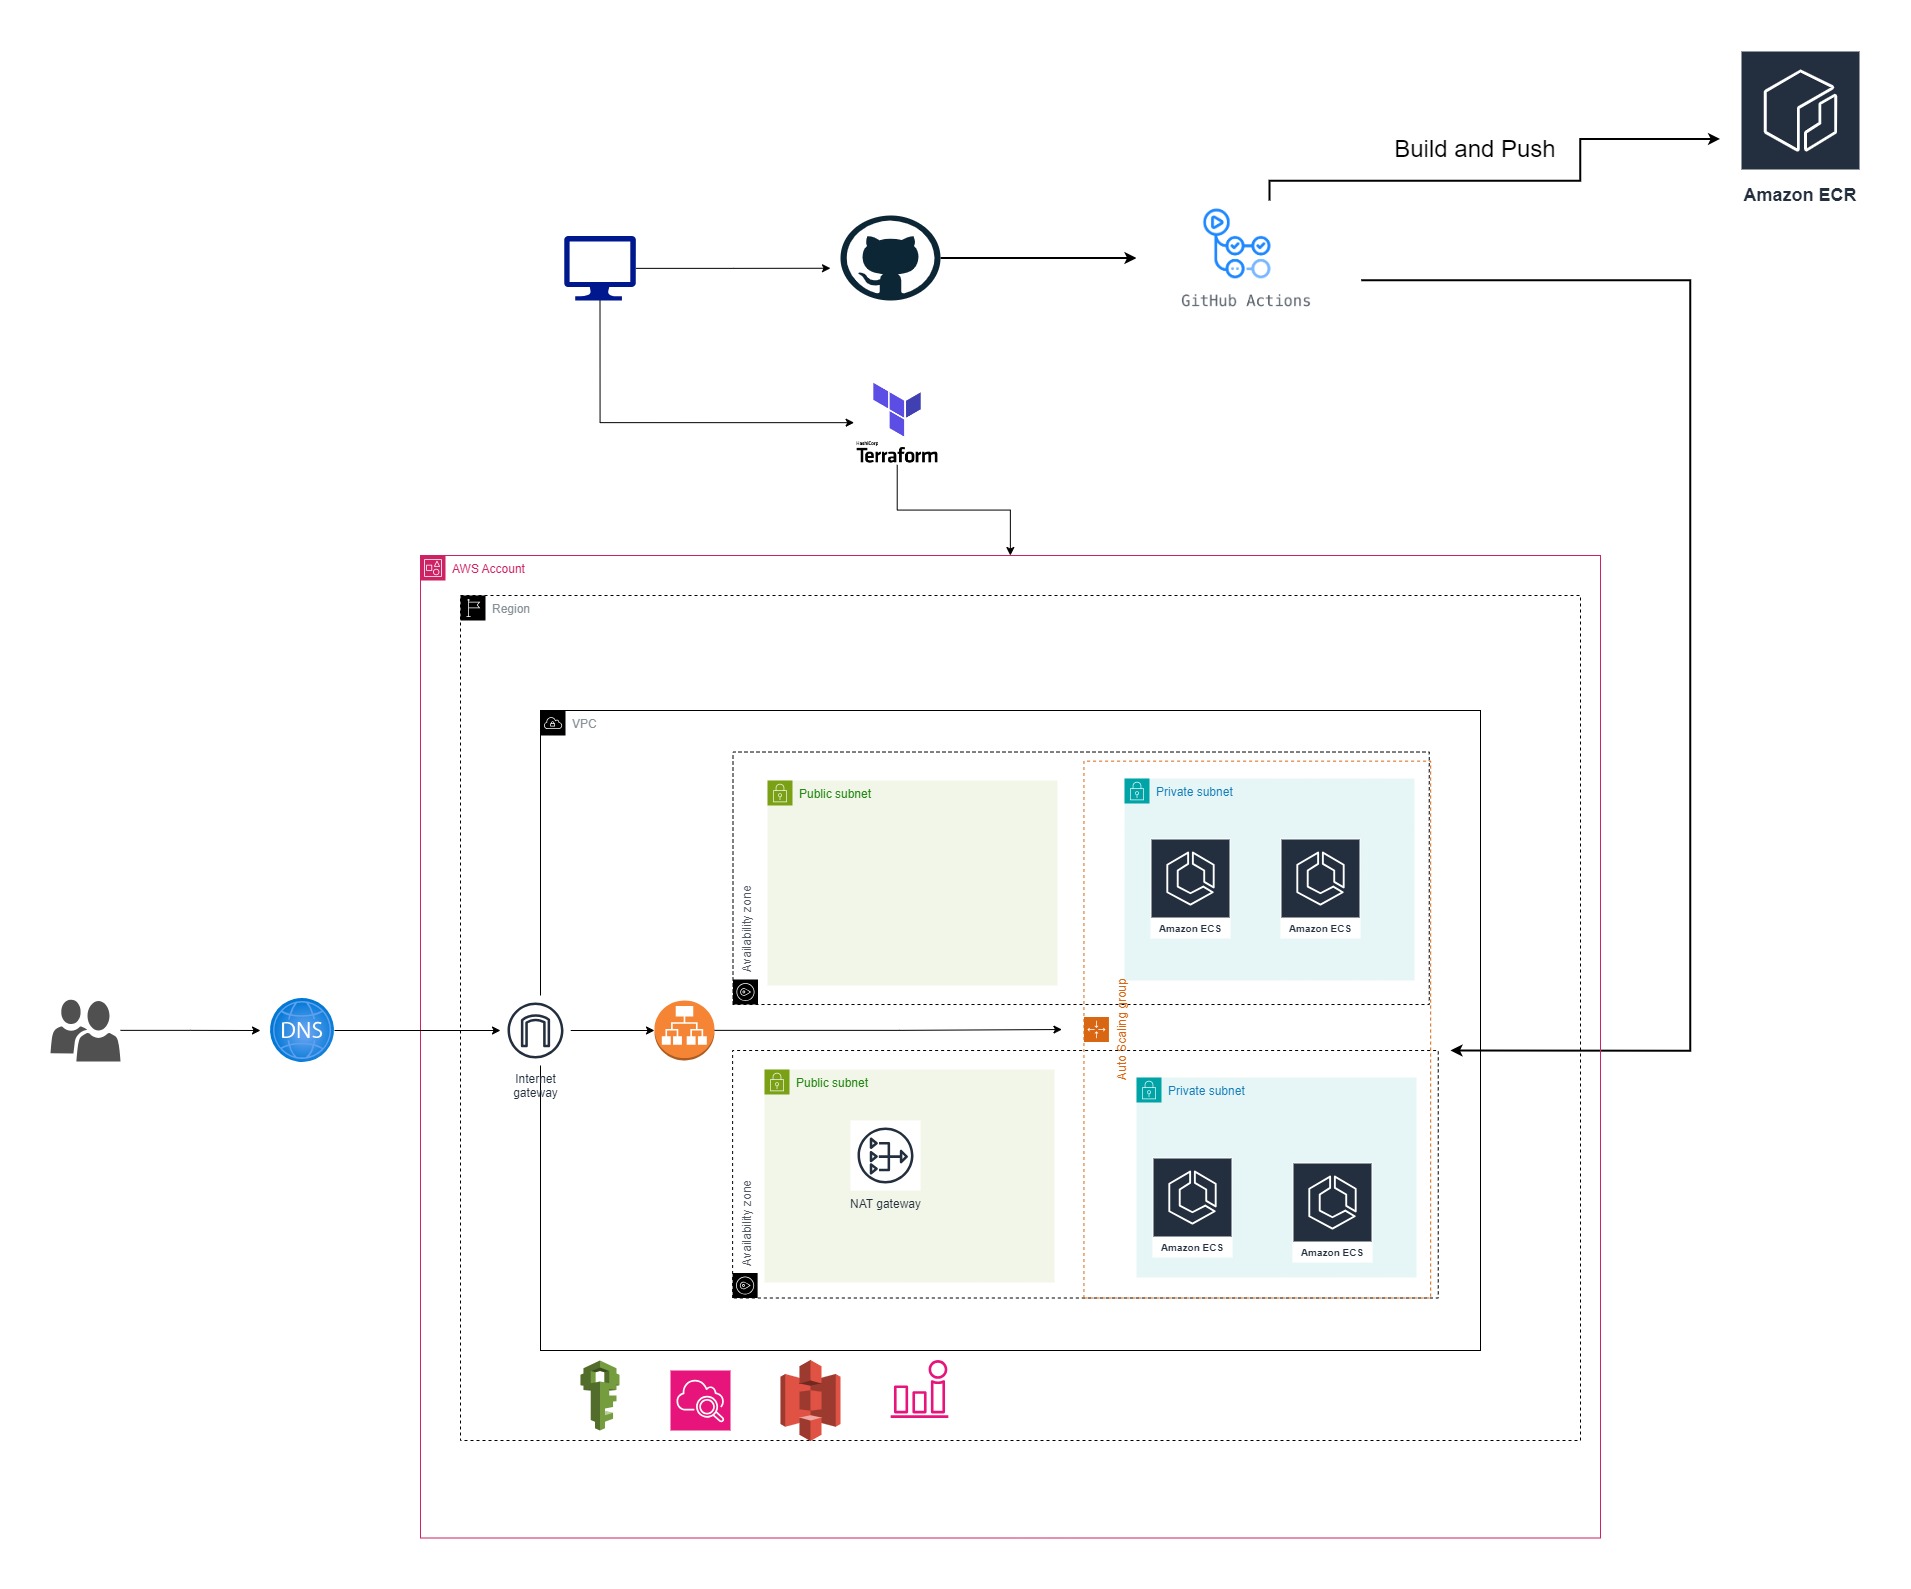 Build and Push
Amazon ECR
GitHub Actions
HashiCorp
Terraform
AWS Account
Region
VPC
Public subnet
Private subnet
Availability zone
Amazon ECS
Amazon ECS
Auto Scaling group
DNS
Internet
gateway
Public subnet
Private subnet
NAT gateway
Availability zone
Amazon ECS
Amazon ECS